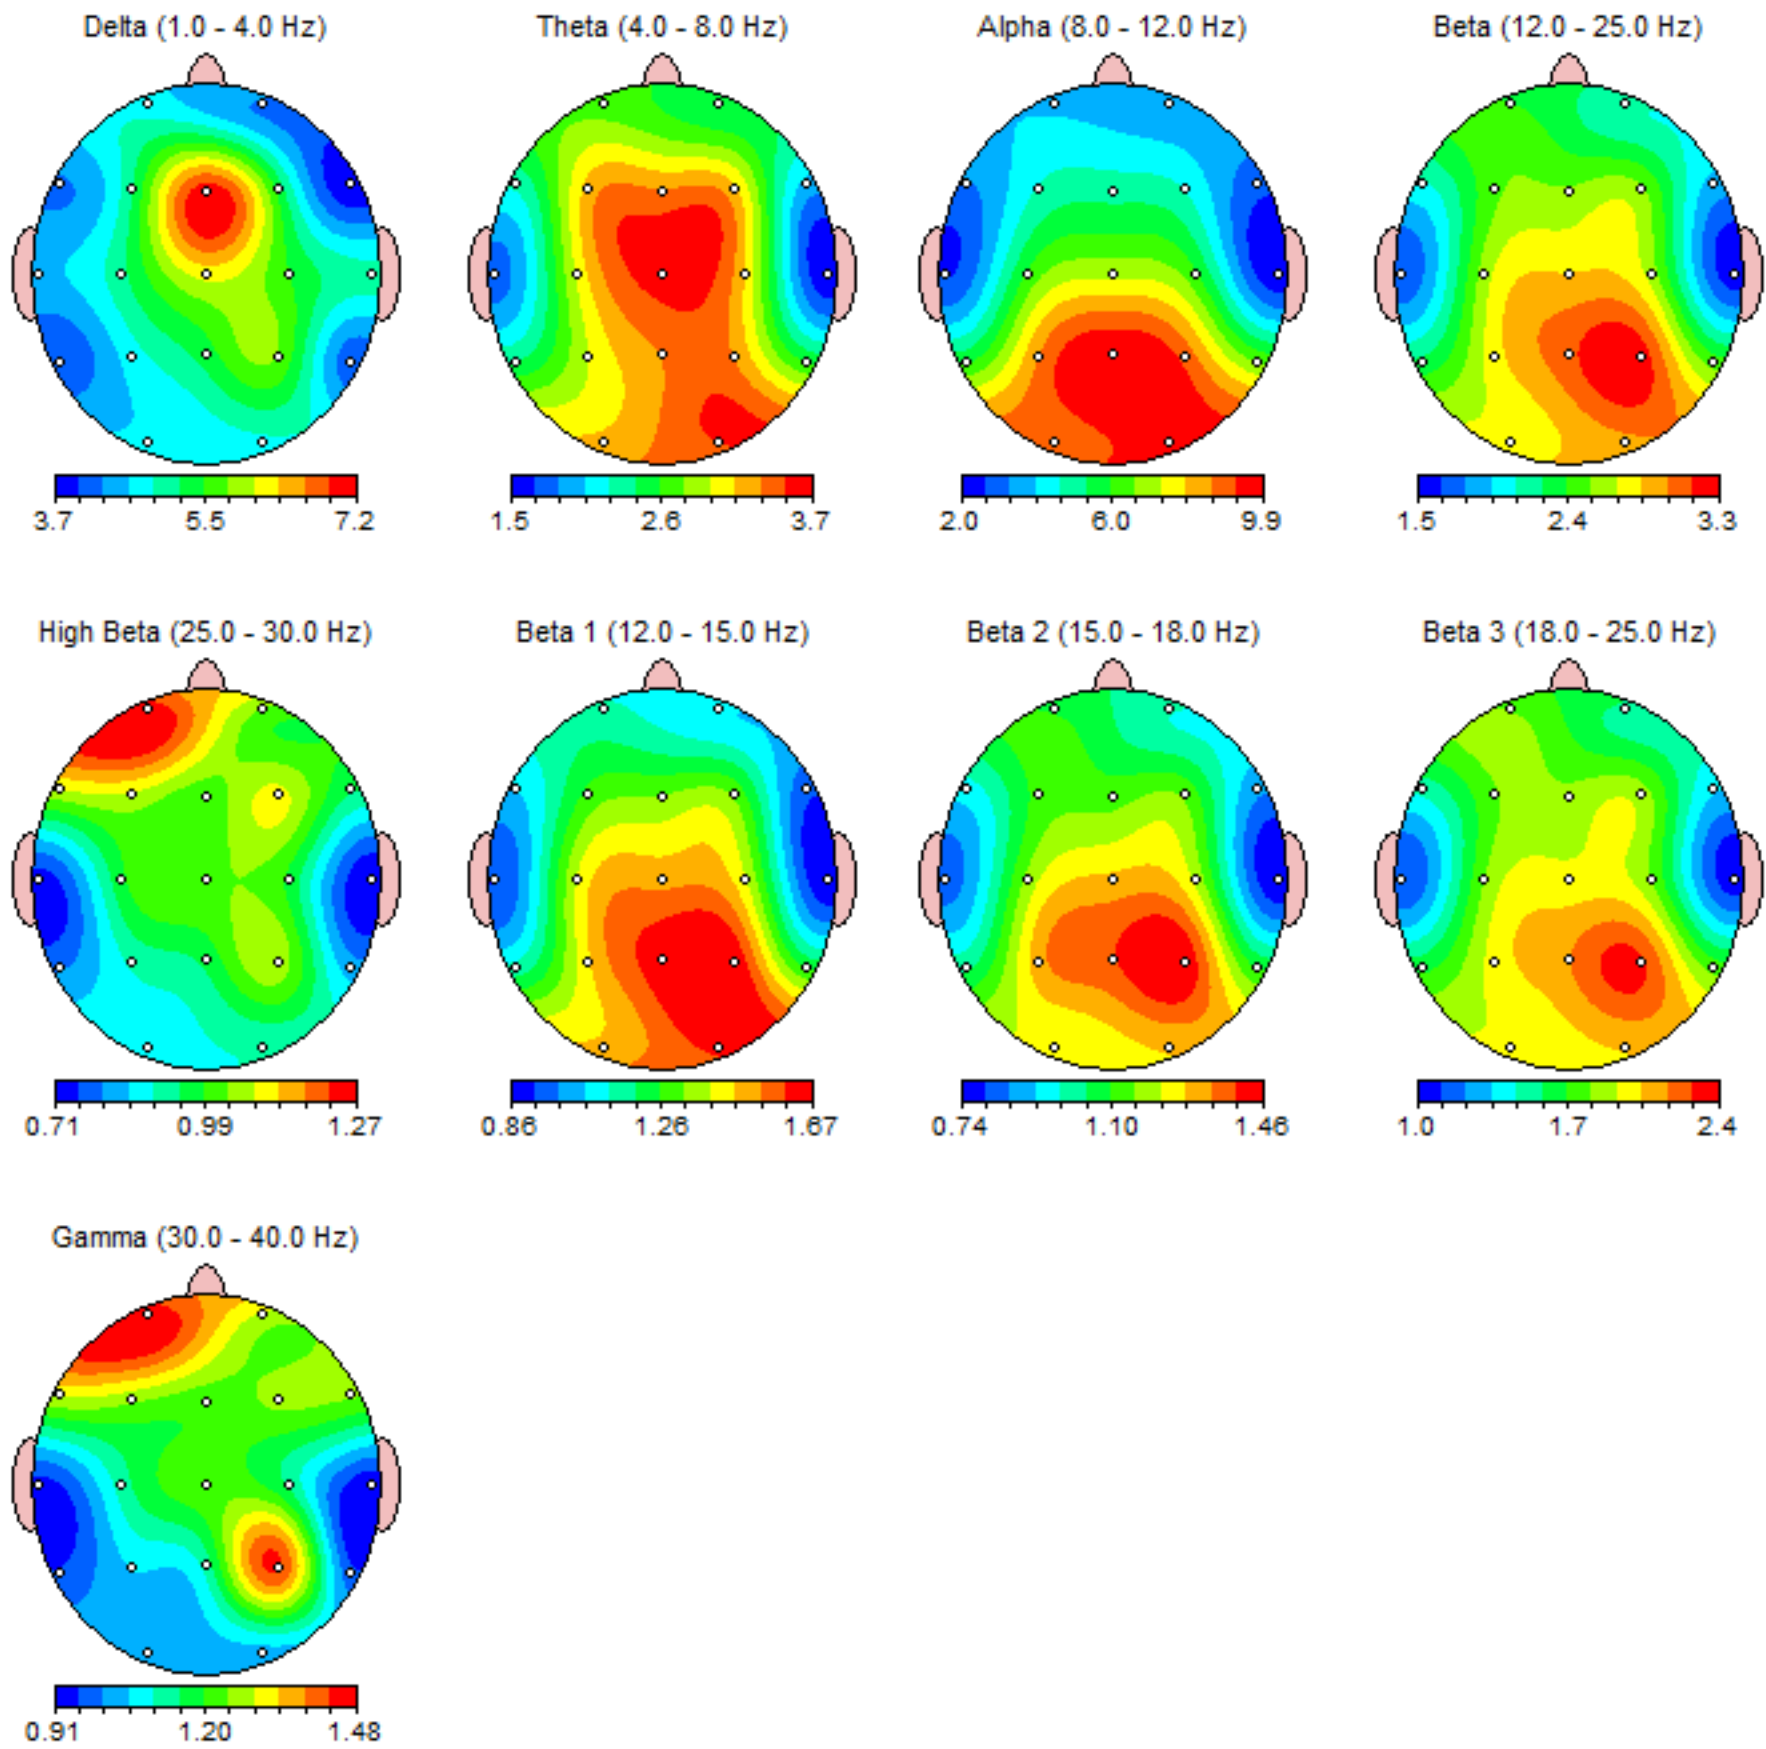 Delta (1.0 - 4.0 Hz) Theta (4.0 - 8.0 Hz) Alpha (8.0 - 12.0 Hz) Beta (12.0 - 25.0 Hz)
3.7 5.5 7.2 1.5 2.6 3.7 2.0 6.0 9.9 1.5 2.4 3.3
High Beta (25.0 - 30.0 Hz) Beta 1 (12.0 - 15.0 Hz) Beta 2 (15.0 - 18.0 Hz) Beta 3 (18.0 - 25.0 Hz)
0.71 0.99 1.27 0.86 1.26 1.67 0.74 1.10 1.46 1.0 1.7 2.4
Gamma (30.0 - 40.0 Hz)
0.91 1.20 1.48